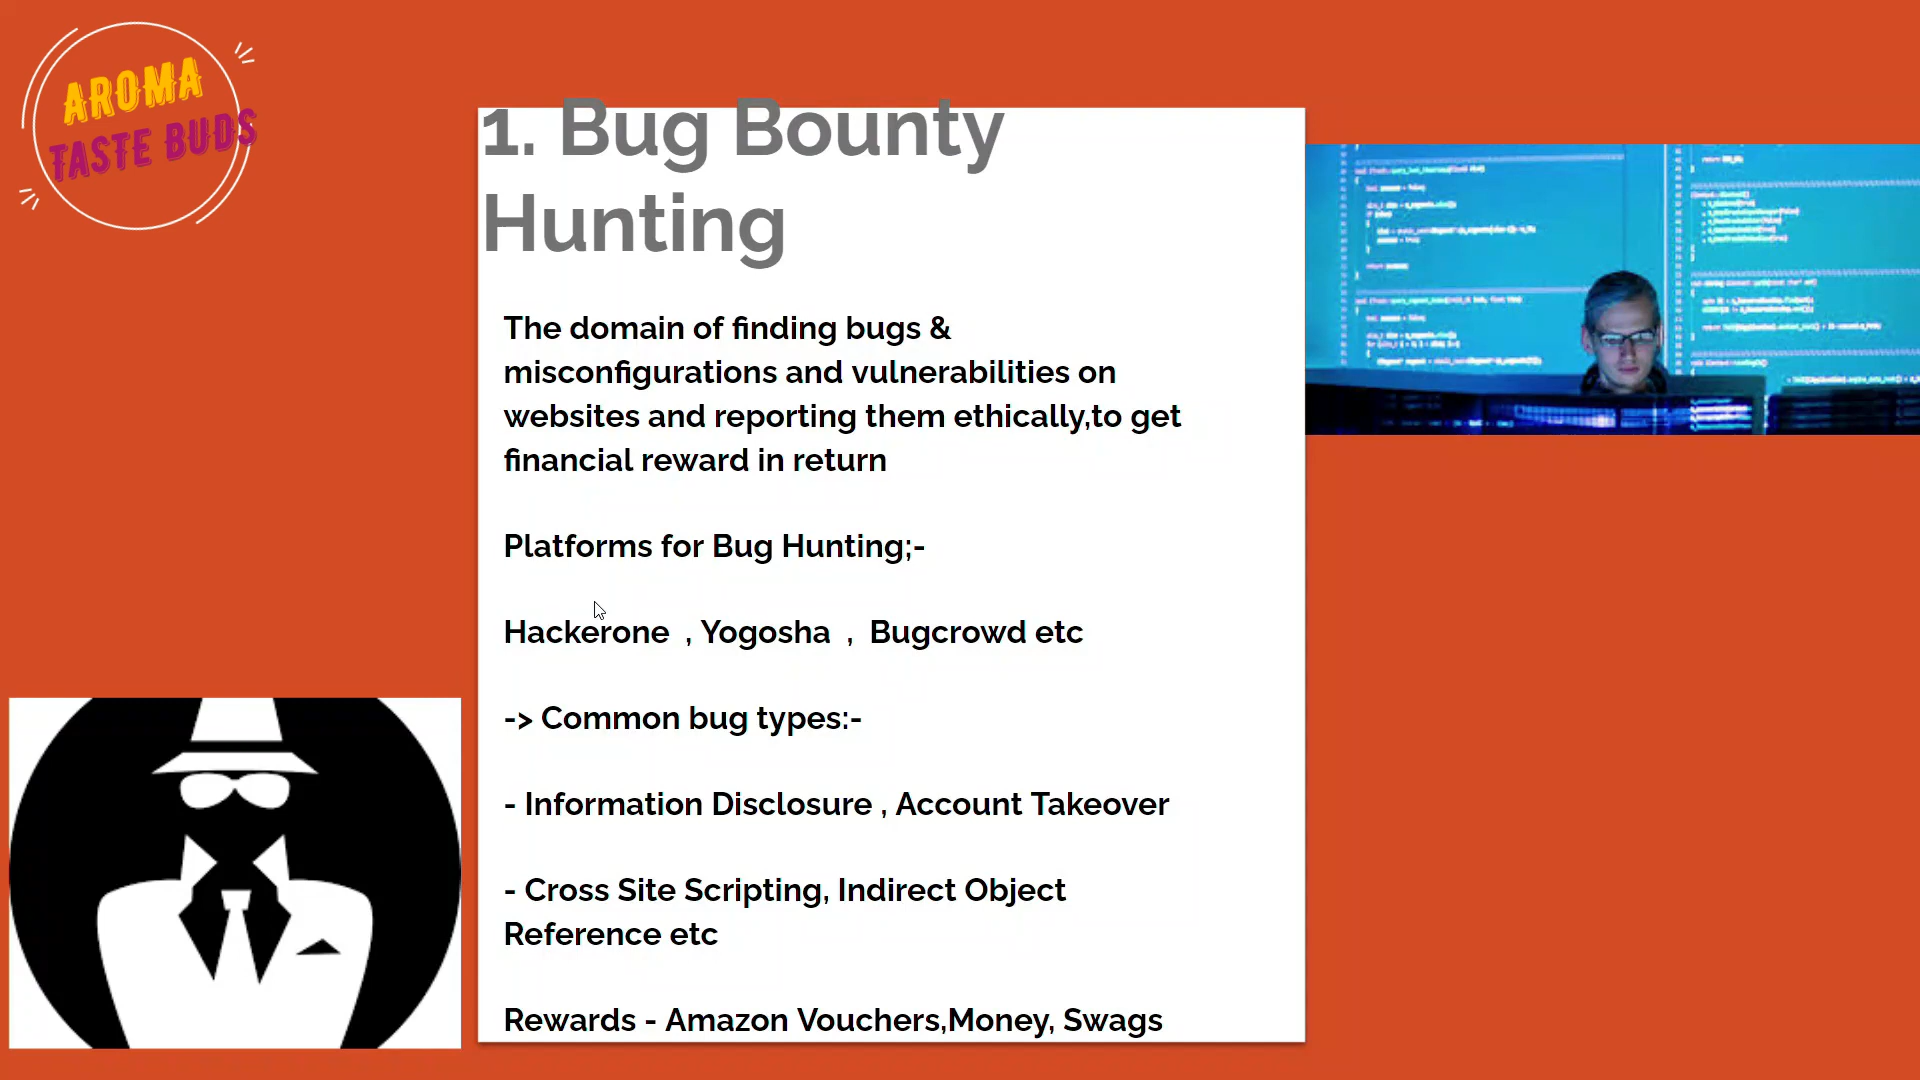 AROMA
TASTE BUDS
1. Bug Bounty
Hunting
The domain of finding bugs &
misconfigurations and vulnerabilities on
websites and reporting them ethically,to get
financial reward in return
Platforms for Bug Hunting;-
Hackerone , Yogosha , Bugcrowd etc
-> Common bug types:-
- Information Disclosure , Account Takeover
- Cross Site Scripting, Indirect Object
Reference etc
Rewards - Amazon Vouchers,Money, Swags